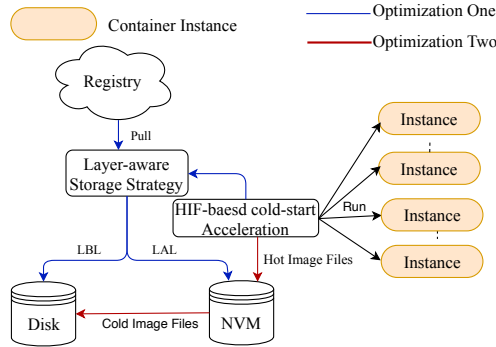 Container Instance
Optimization One
Optimization Two
Registry
Pull
Layer-aware
Storage Strategy
HIF-baesd cold-start
Acceleration
Instance
Instance
Run
Instance
Instance
LBL
LAL
Hot Image Files
Disk
Cold Image Files
NVM